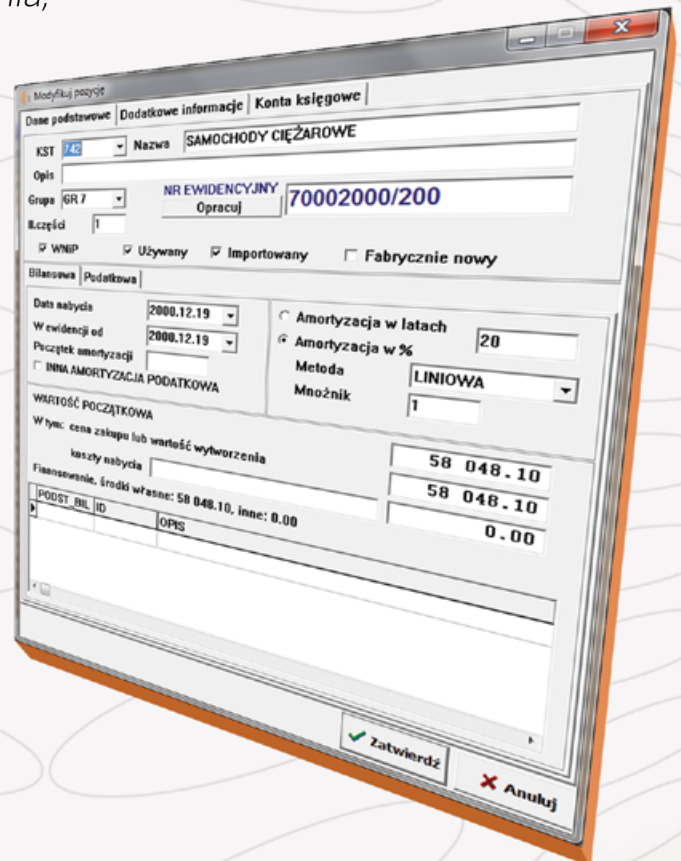 Modyfikuj pozycję
Dane podstawowe Dodatkowe informacje Konta księgowe
KST 742 Nazwa SAMOCHODY CIĘŻAROWE
Opis
Grupa GR.7 NR EWIDENCYJNY 70002000/200
Opracuj
Il.części 1
WNiP Używany Importowany Fabrycznie nowy
Bilansowa Podatkowa
Data nabycia 2000.12.19
W ewidencji od 2000.12.19
Początek amortyzacji
INNA AMORTYZACJA PODATKOWA
Amortyzacja w latach 20
Amortyzacja w %
Metoda LINIOWA
Mnożnik 1
WARTOŚĆ POCZĄTKOWA 58 048.10
W tym: cena zakupu lub wartość wytworzenia 58 048.10
koszty nabycia 0.00
Finansowanie, środki własne: 58 048.10, inne: 0.00
PODST_BIL ID OPIS
Zatwierdź Anuluj